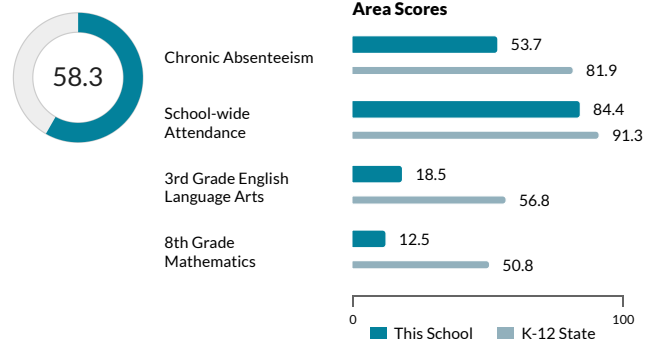 Area Scores
58.3
Chronic Absenteeism
53.7
81.9
School-wide
Attendance
84.4
91.3
3rd Grade English
Language Arts
18.5
56.8
8th Grade
Mathematics
12.5
50.8
0
100
This School
K-12 State